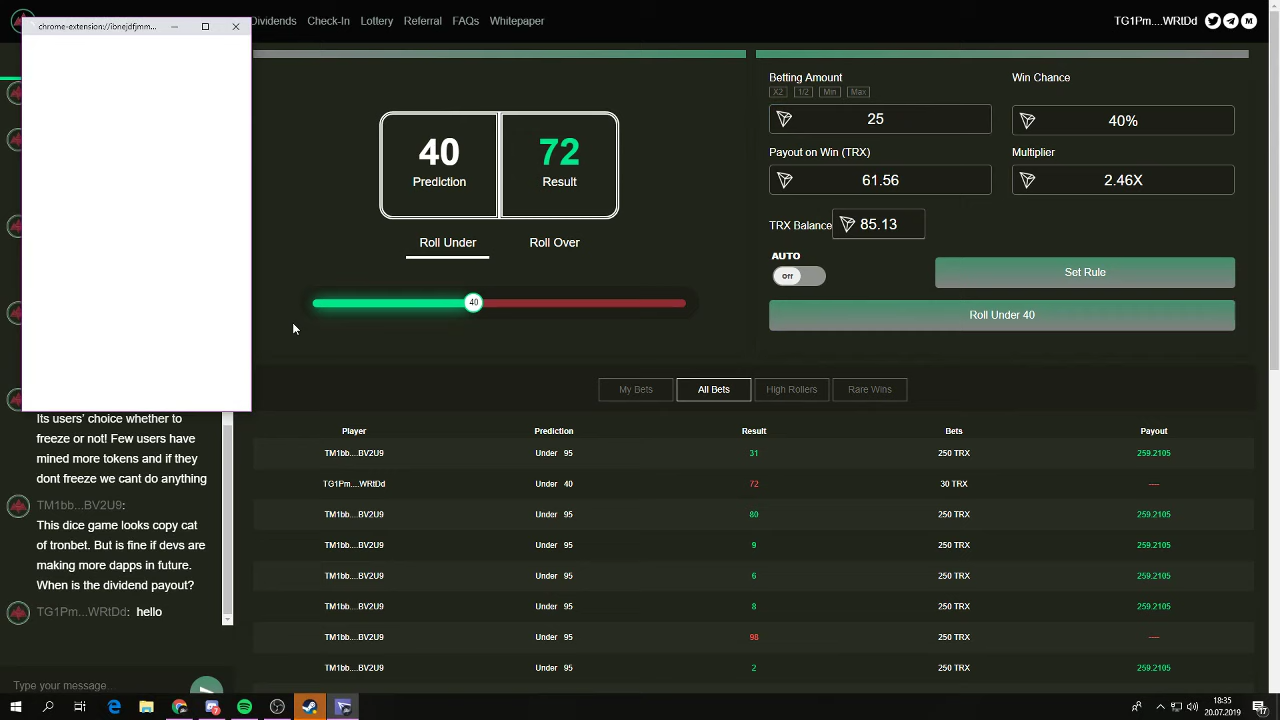 chrome-extension://ibnejdfjmm...
Dividends Check-In Lottery Referral FAQs Whitepaper
TG1Pm....WRtDd
40
Prediction
72
Result
Roll Under
Roll Over
40
Betting Amount
X2 1/2 Min Max
25
Win Chance
40%
Payout on Win (TRX)
61.56
Multiplier
2.46X
TRX Balance 85.13
AUTO
Off
Set Rule
Roll Under 40
My Bets All Bets High Rollers Rare Wins
Player Prediction Result Bets Payout
TM1bb....BV2U9 Under 95 31 250 TRX 259.2105
TG1Pm....WRtDd Under 40 72 30 TRX ----
TM1bb....BV2U9 Under 95 80 250 TRX 259.2105
TM1bb....BV2U9 Under 95 9 250 TRX 259.2105
TM1bb....BV2U9 Under 95 6 250 TRX 259.2105
TM1bb....BV2U9 Under 95 8 250 TRX 259.2105
TM1bb....BV2U9 Under 95 98 250 TRX ----
TM1bb....BV2U9 Under 95 2 250 TRX 259.2105
Its users' choice whether to
freeze or not! Few users have
mined more tokens and if they
dont freeze we cant do anything
TM1bb...BV2U9:
This dice game looks copy cat
of tronbet. But is fine if devs are
making more dapps in future.
When is the dividend payout?
TG1Pm...WRtDd: hello
Type your message..
18:35
20.07.2019
17